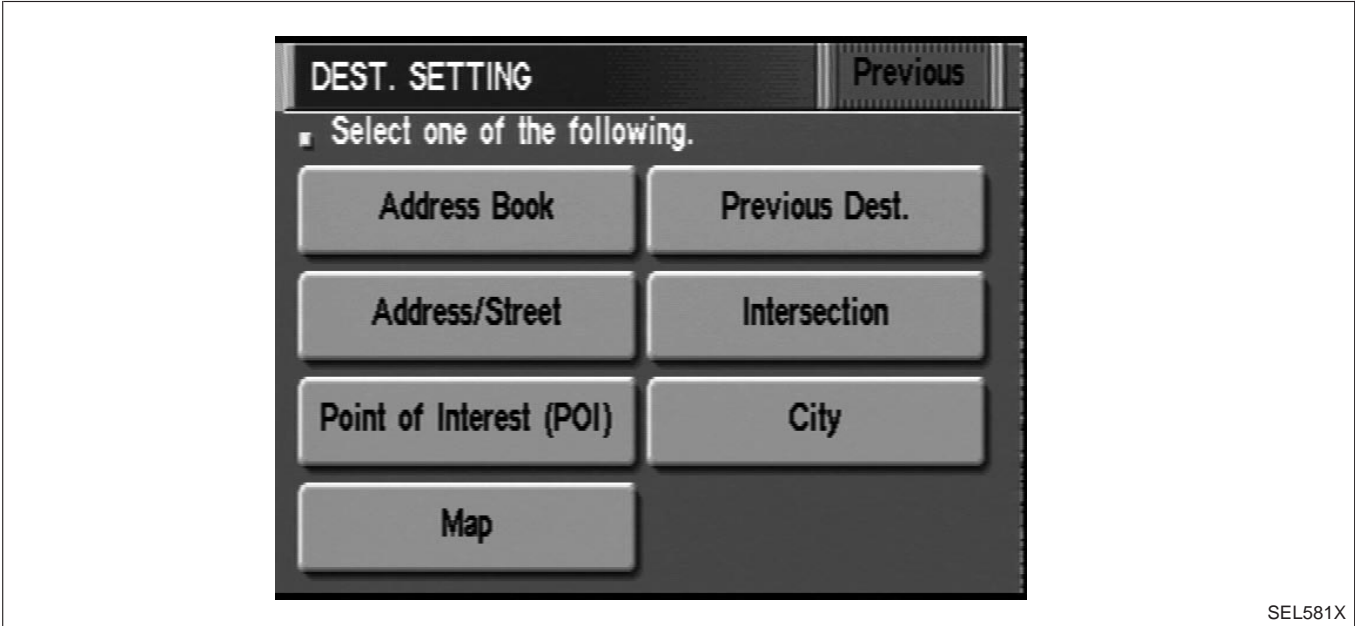 DEST. SETTING
Previous
Select one of the following.
Address Book
Previous Dest.
Address/Street
Intersection
Point of Interest (POI)
City
Map
SEL581X